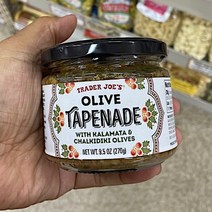 TRADER JOE'S
OLIVE
TAPENADE
WITH KALAMATA &
CHALKIDIKI OLIVES
NET WT. 9.5 OZ (270g)